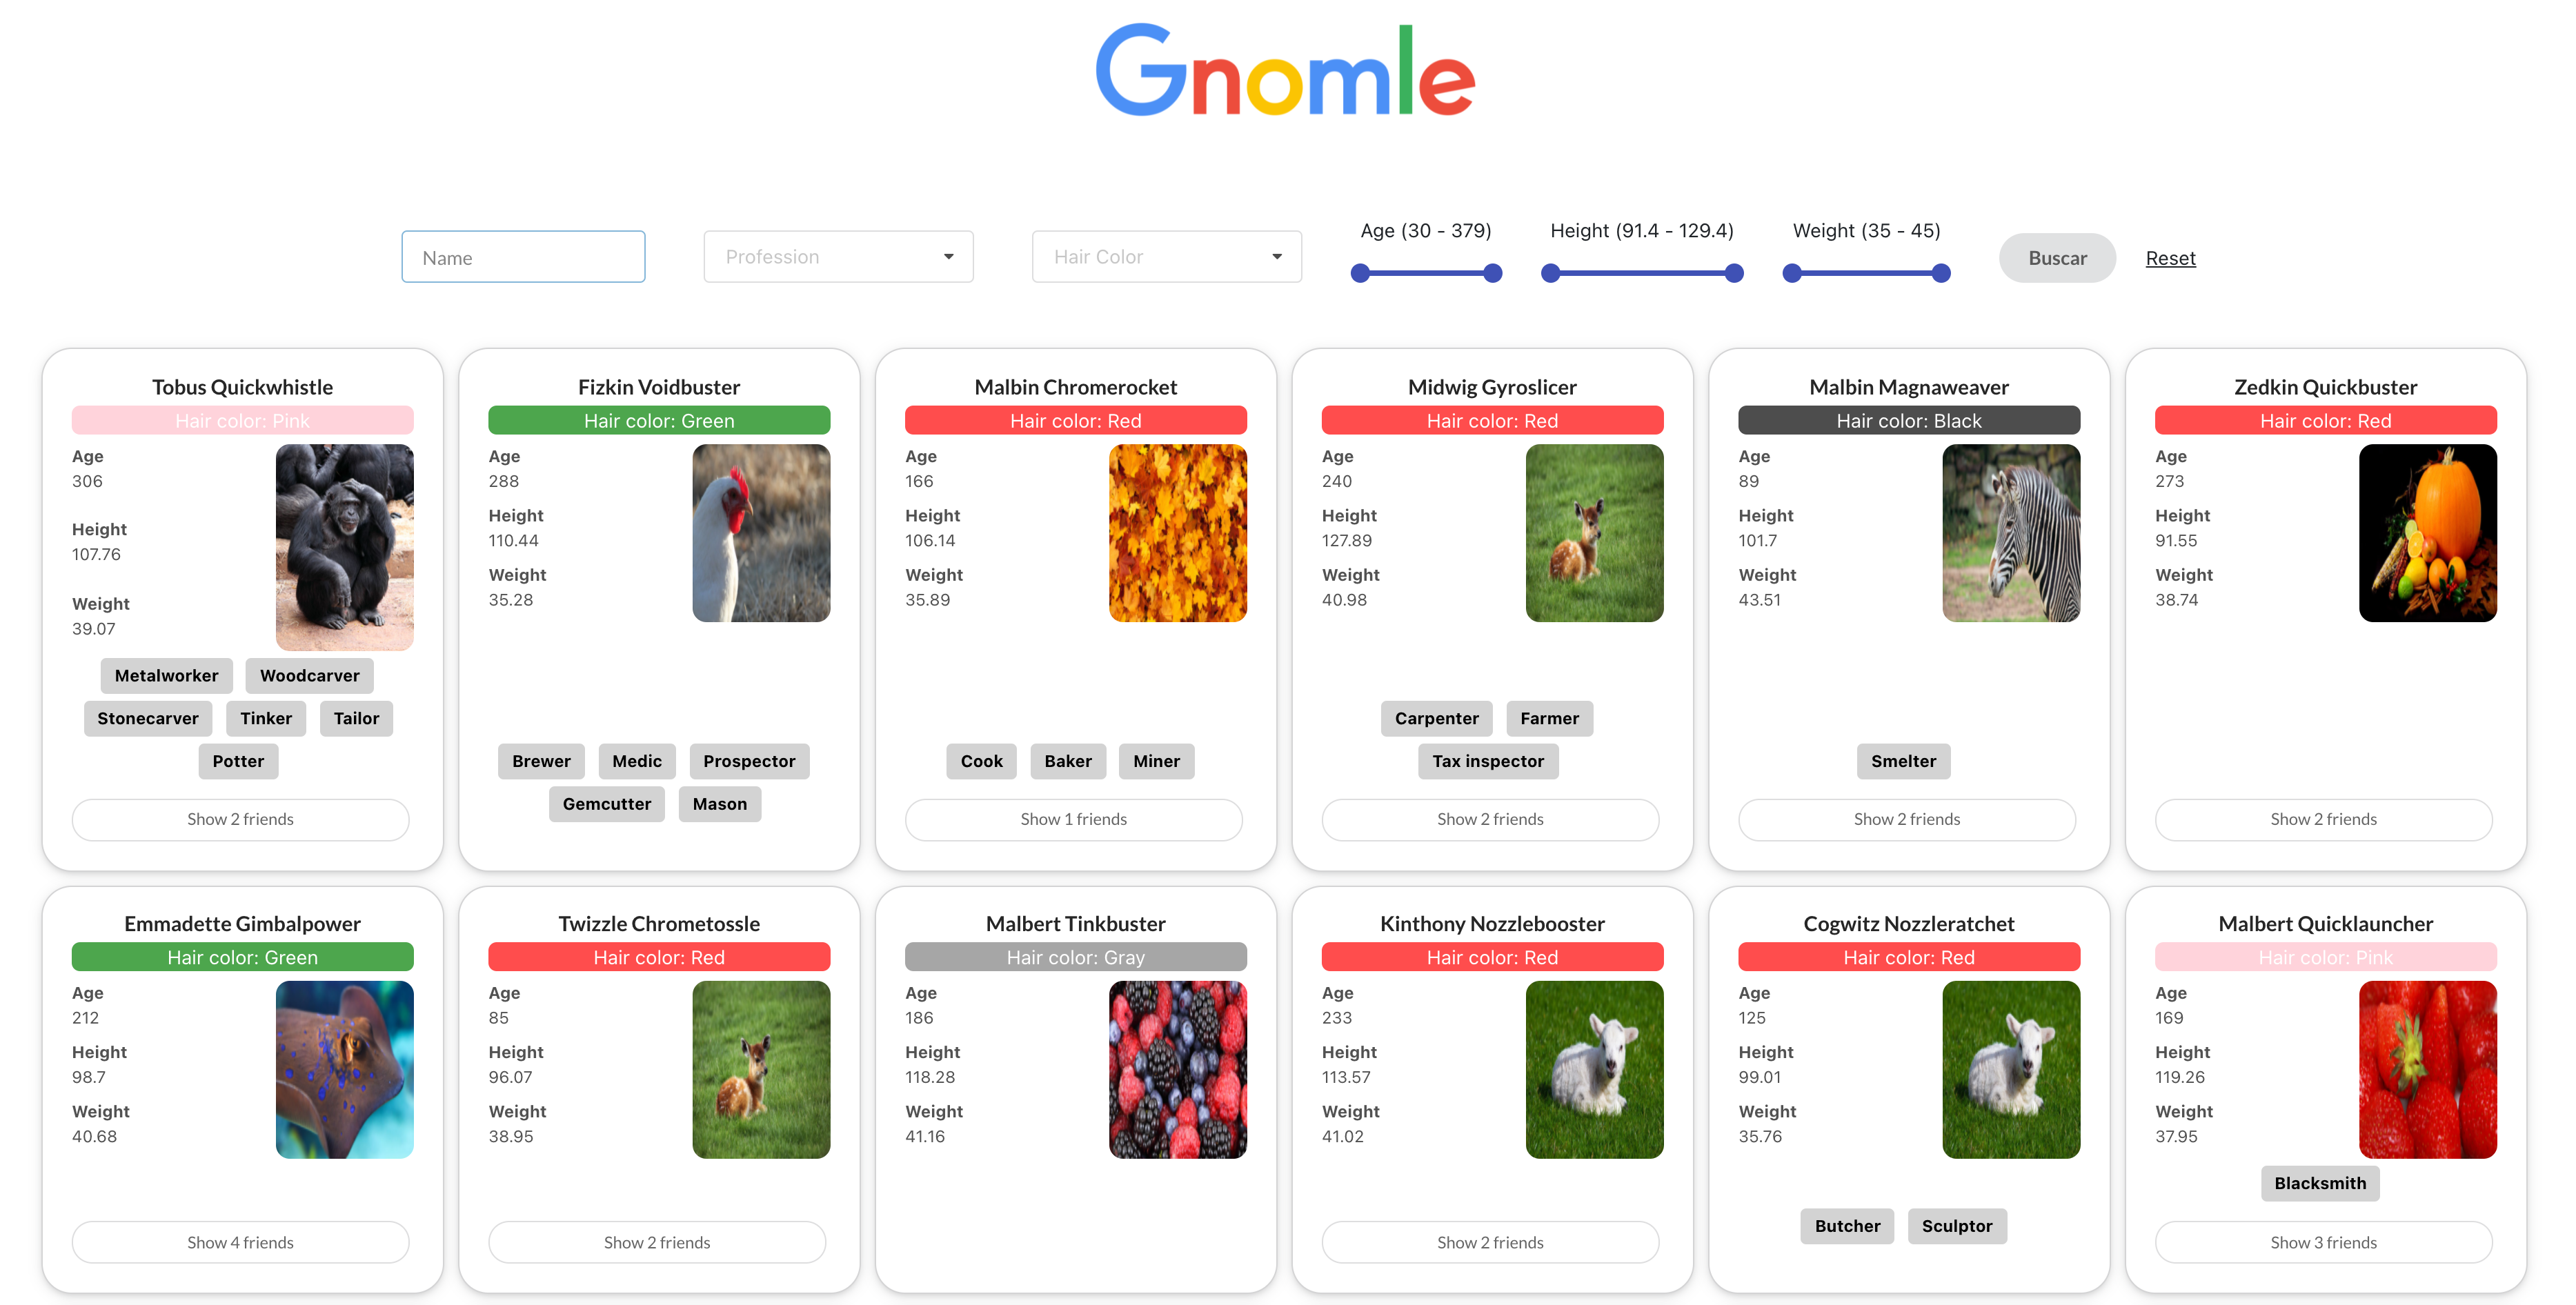 Gnomle
Name
Profession
Hair Color
Age (30 - 379)
Height (91.4 - 129.4)
Weight (35 - 45)
Buscar
Reset
Tobus Quickwhistle
Hair color: Pink
Age
306
Height
107.76
Weight
39.07
Metalworker Woodcarver
Stonecarver Tinker Tailor
Potter
Show 2 friends
Fizkin Voidbuster
Hair color: Green
Age
288
Height
110.44
Weight
35.28
Brewer Medic Prospector
Gemcutter Mason
Malbin Chromerocket
Hair color: Red
Age
166
Height
106.14
Weight
35.89
Cook Baker Miner
Show 1 friends
Midwig Gyroslicer
Hair color: Red
Age
240
Height
127.89
Weight
40.98
Carpenter Farmer
Tax inspector
Show 2 friends
Malbin Magnaweaver
Hair color: Black
Age
89
Height
101.7
Weight
43.51
Smelter
Show 2 friends
Zedkin Quickbuster
Hair color: Red
Age
273
Height
91.55
Weight
38.74
Show 2 friends
Emmadette Gimbalpower
Hair color: Green
Age
212
Height
98.7
Weight
40.68
Show 4 friends
Twizzle Chrometossle
Hair color: Red
Age
85
Height
96.07
Weight
38.95
Show 2 friends
Malbert Tinkbuster
Hair color: Gray
Age
186
Height
118.28
Weight
41.16
Kinthony Nozzlebooster
Hair color: Red
Age
233
Height
113.57
Weight
41.02
Show 2 friends
Cogwitz Nozzleratchet
Hair color: Red
Age
125
Height
99.01
Weight
35.76
Butcher Sculptor
Malbert Quicklauncher
Hair color: Pink
Age
169
Height
119.26
Weight
37.95
Blacksmith
Show 3 friends